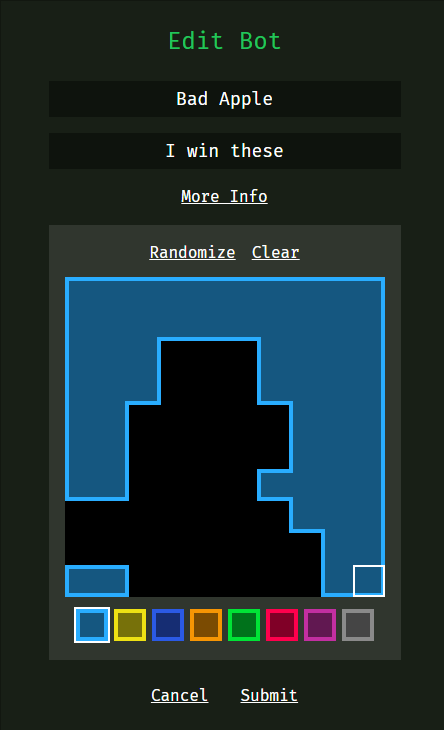 Edit Bot
Bad Apple
I win these
More Info
Randomize Clear
Cancel Submit